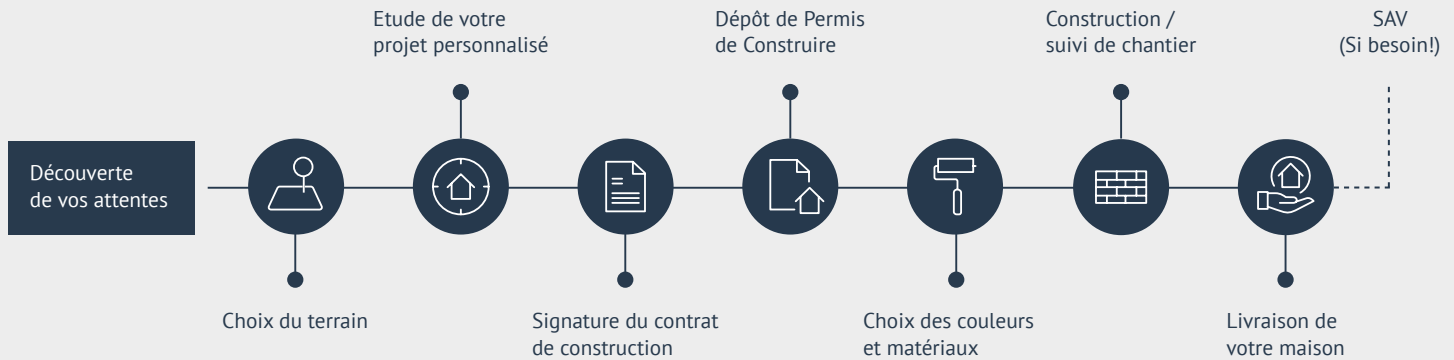 Découverte
de vos attentes
Choix du terrain
Etude de votre
projet personnalisé
Signature du contrat
de construction
Dépôt de Permis
de Construire
Choix des couleurs
et matériaux
Construction /
suivi de chantier
Livraison de
votre maison
SAV
(Si besoin!)